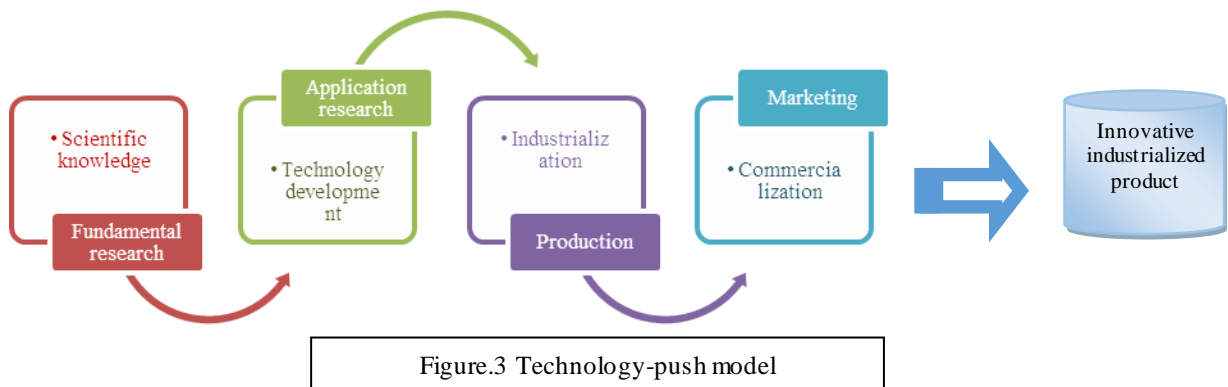 • Scientific
knowledge
Fundamental
research
Application
research
• Technology
developme
nt
• Industrializ
ation
Production
Marketing
• Commercia
lization
Innovative
industrialized
product
Figure.3 Technology-push model